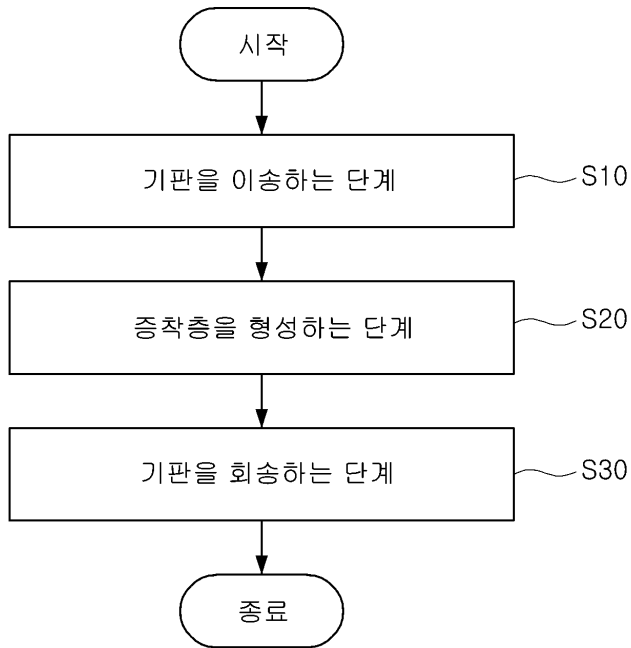 시작
기판을 이송하는 단계
S10
증착층을 형성하는 단계
S20
기판을 회송하는 단계
S30
종료